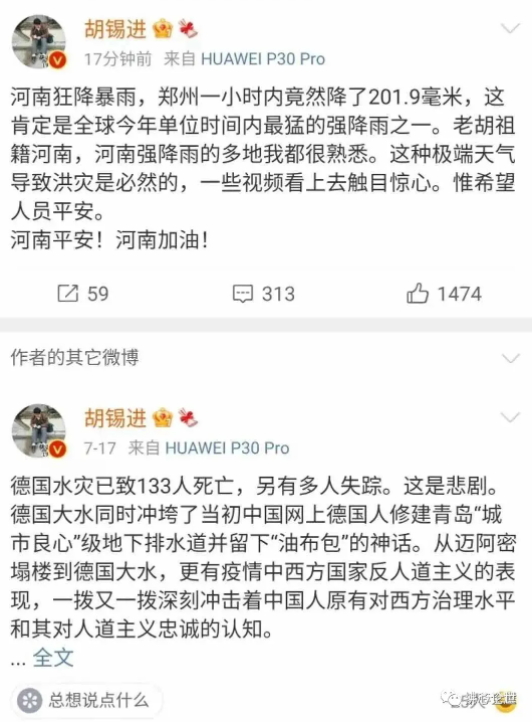 胡锡进
17分钟前 来自 HUAWEI P30 Pro
河南狂降暴雨，郑州一小时内竟然降了201.9毫米，这
肯定是全球今年单位时间内最猛的强降雨之一。老胡祖
籍河南，河南强降雨的多地我都很熟悉。这种极端天气
导致洪灾是必然的，一些视频看上去触目惊心。惟希望
人员平安。
河南平安！河南加油！
59 313 1474
作者的其它微博
胡锡进
7-17 来自 HUAWEI P30 Pro
德国水灾已致133人死亡，另有多人失踪。这是悲剧。
德国大水同时冲垮了当初中国网上德国人修建青岛“城
市良心”级地下排水道并留下“油布包”的神话。从迈阿密
塌楼到德国大水，更有疫情中西方国家反人道主义的表
现，一拨又一拨深刻冲击着中国人原有对西方治理水平
和其对人道主义忠诚的认知。
... 全文
总想说点什么